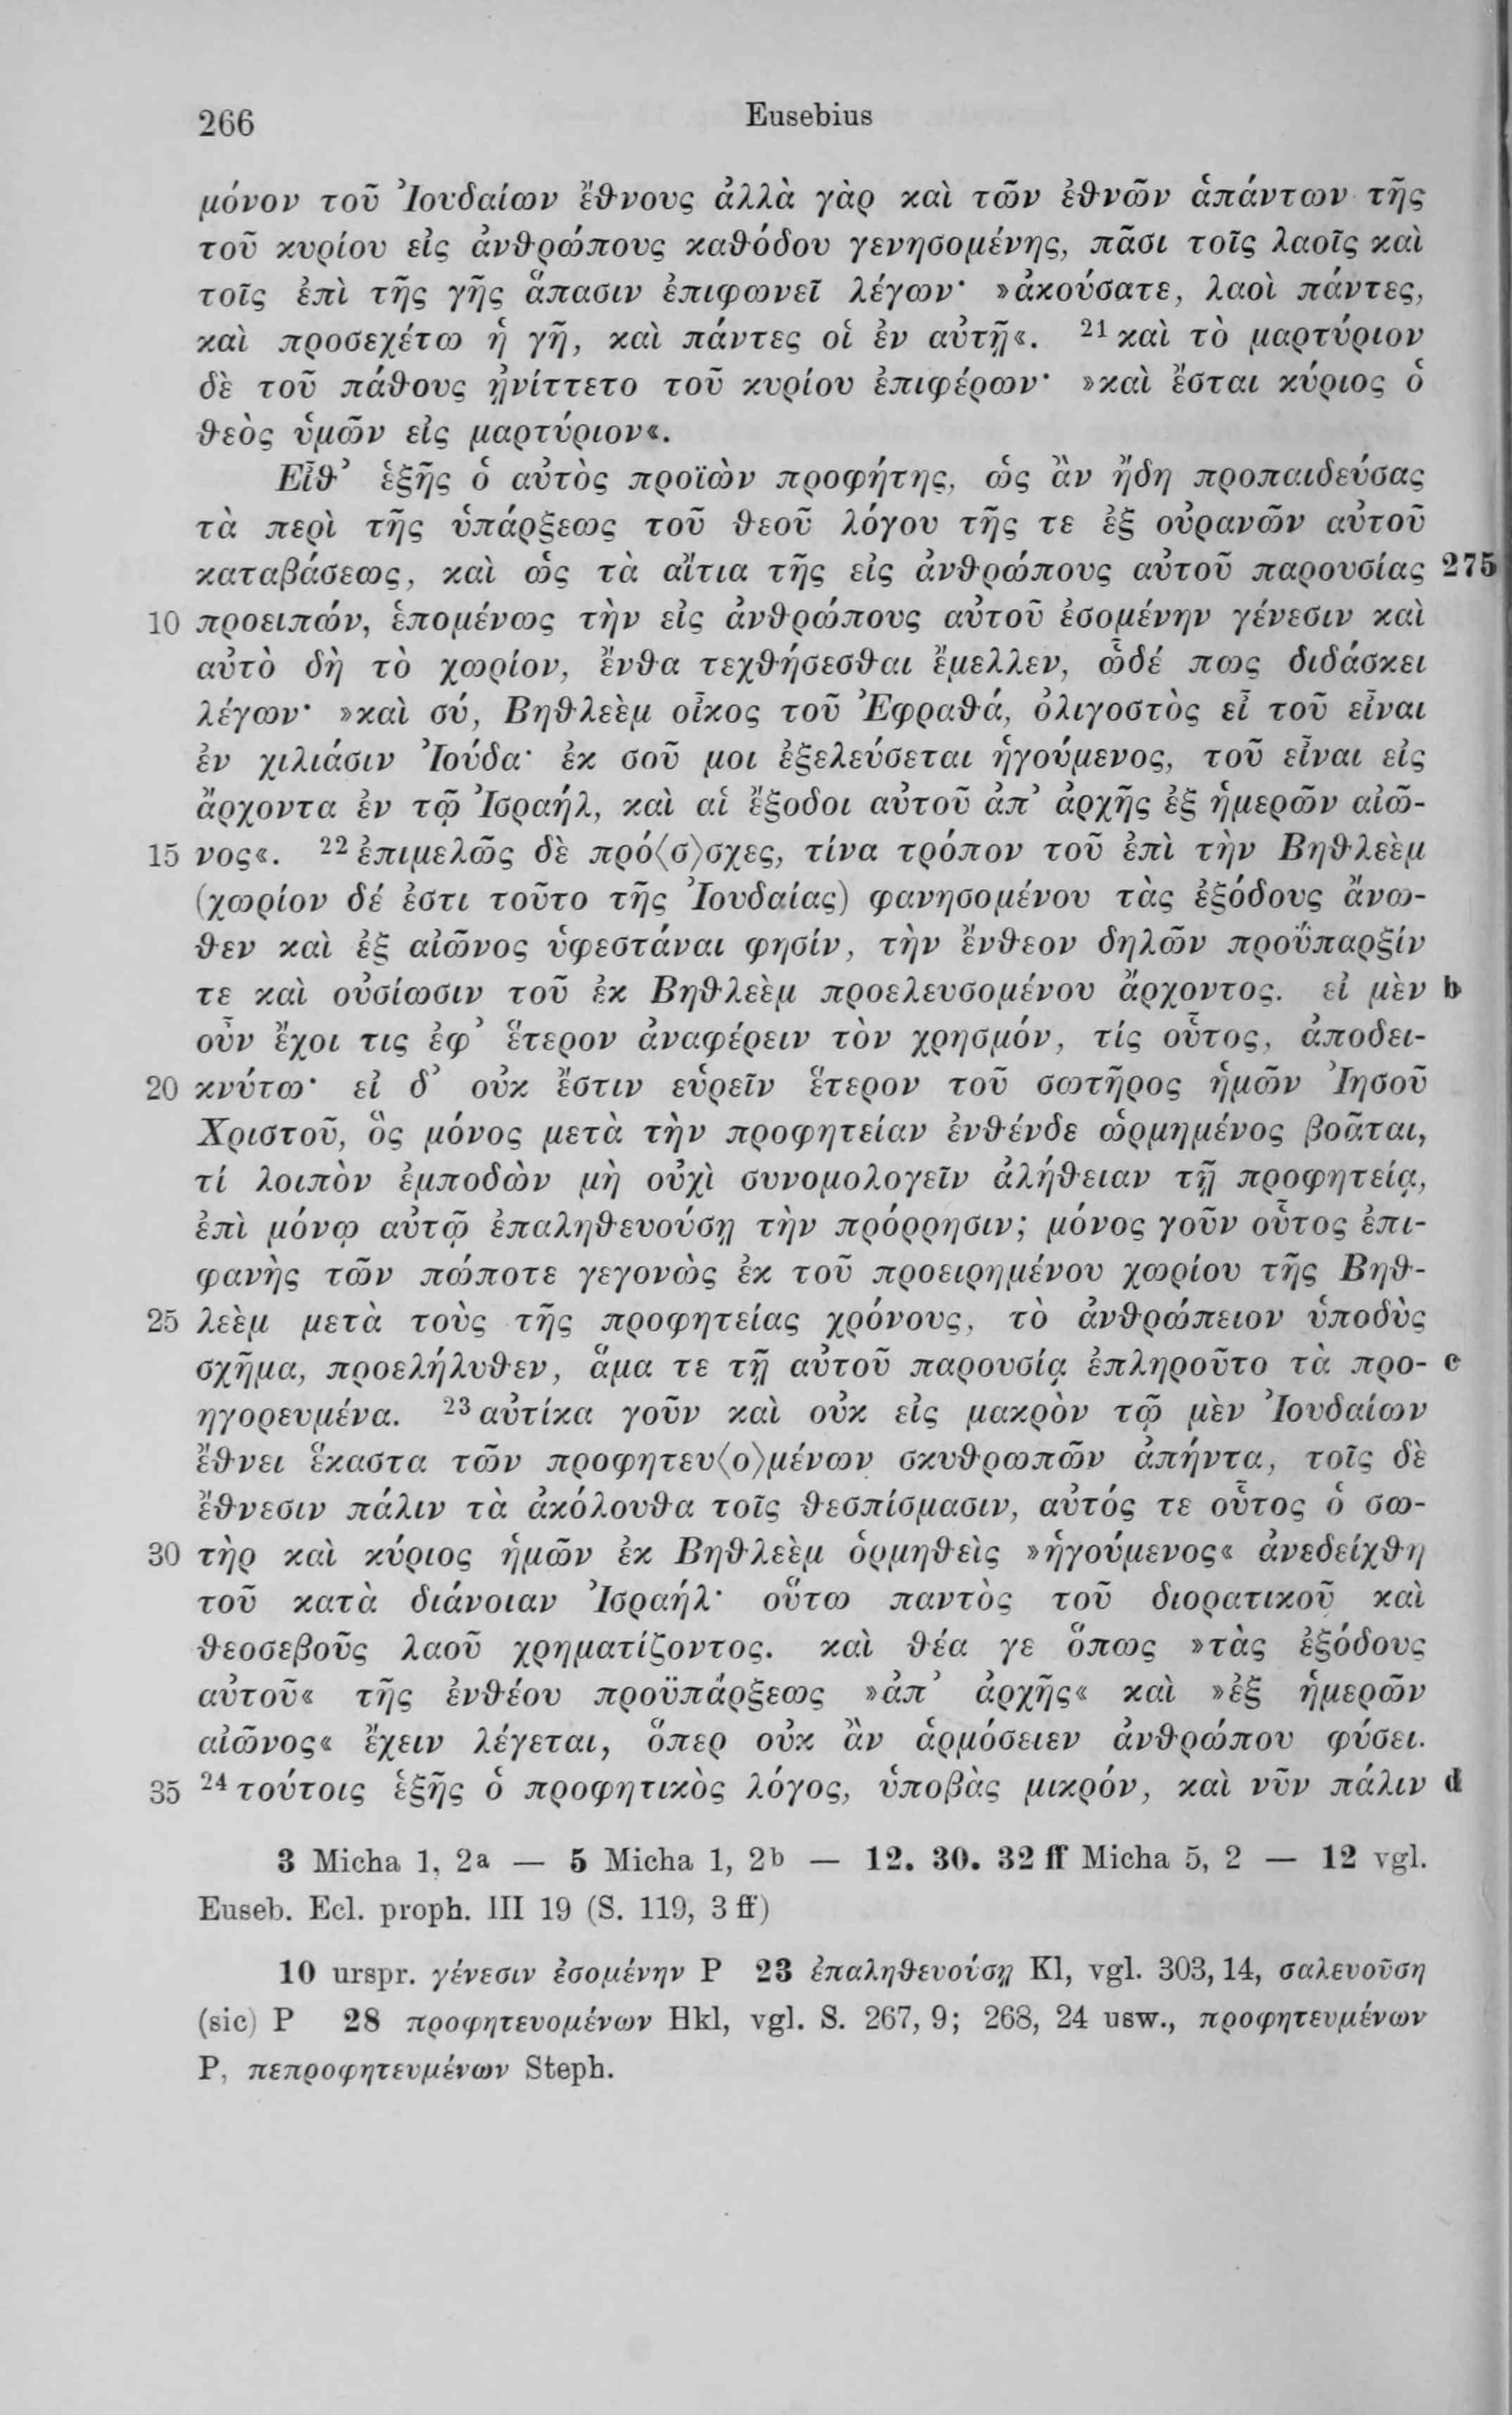 266 Eusebius
μόνον τοῦ Ἰουδαίων ἔθνους ἀλλὰ γὰρ καὶ τῶν ἐθνῶν ἁπάντων τῆς
τοῦ κυρίου εἰς ἀνθρώπους καθόδου γενησομένης, πᾶσι τοῖς λαοῖς καὶ
τοῖς ἐπὶ τῆς γῆς ἅπασιν ἐπιφωνεῖ λέγων· »ἀκούσατε, λαοὶ πάντες,
καὶ προσεχέτω ἡ γῆ, καὶ πάντες οἱ ἐν αὐτῇ«. 21 καὶ τὸ μαρτύριον
δὲ τοῦ πάθους ᾐνίττετο τοῦ κυρίου ἐπιφέρων· »καὶ ἔσται κύριος ὁ
θεὸς ὑμῶν εἰς μαρτύριον«.
Εἶθ’ ἑξῆς ὁ αὐτὸς προϊὼν προφήτης, ὡς ἂν ἤδη προπαιδεύσας
τὰ περὶ τῆς ὑπάρξεως τοῦ θεοῦ λόγου τῆς τε ἐξ οὐρανῶν αὐτοῦ
καταβάσεως, καὶ ὡς τὰ αἴτια τῆς εἰς ἀνθρώπους αὐτοῦ παρουσίας 275
10 προειπών, ἑπομένως τὴν εἰς ἀνθρώπους αὐτοῦ ἐσομένην γένεσιν καὶ
αὐτὸ δὴ τὸ χωρίον, ἔνθα τεχθήσεσθαι ἔμελλεν, ὧδέ πως διδάσκει
λέγων· »καὶ σύ, Βηθλεὲμ οἶκος τοῦ Ἐφραθά, ὀλιγοστὸς εἶ τοῦ εἶναι
ἐν χιλιάσιν Ἰούδα· ἐκ σοῦ μοι ἐξελεύσεται ἡγούμενος, τοῦ εἶναι εἰς
ἄρχοντα ἐν τῷ Ἰσραήλ, καὶ αἱ ἔξοδοι αὐτοῦ ἀπ’ ἀρχῆς ἐξ ἡμερῶν αἰῶ-
15 νος«. 22 ἐπιμελῶς δὲ πρό⟨σ⟩σχες, τίνα τρόπον τοῦ ἐπὶ τὴν Βηθλεὲμ
(χωρίον δέ ἐστι τοῦτο τῆς Ἰουδαίας) φανησομένου τὰς ἐξόδους ἄνω-
θεν καὶ ἐξ αἰῶνος ὑφεστάναι φησίν, τὴν ἔνθεον δηλῶν προΰπαρξίν
τε καὶ οὐσίωσιν τοῦ ἐκ Βηθλεὲμ προελευσομένου ἄρχοντος. εἰ μὲν b
οὖν ἔχοι τις ἐφ’ ἕτερον ἀναφέρειν τὸν χρησμόν, τίς οὗτος, ἀποδει-
20 κνύτω· εἰ δ’ οὐκ ἔστιν εὑρεῖν ἕτερον τοῦ σωτῆρος ἡμῶν Ἰησοῦ
Χριστοῦ, ὃς μόνος μετὰ τὴν προφητείαν ἐνθένδε ὡρμημένος βοᾶται,
τί λοιπὸν ἐμποδὼν μὴ οὐχὶ συνομολογεῖν ἀλήθειαν τῇ προφητείᾳ,
ἐπὶ μόνῳ αὐτῷ ἐπαληθευούσῃ τὴν πρόρρησιν; μόνος γοῦν οὗτος ἐπι-
φανὴς τῶν πώποτε γεγονὼς ἐκ τοῦ προειρημένου χωρίου τῆς Βηθ-
25 λεὲμ μετὰ τοὺς τῆς προφητείας χρόνους, τὸ ἀνθρώπειον ὑποδὺς
σχῆμα, προελήλυθεν, ἅμα τε τῇ αὐτοῦ παρουσίᾳ ἐπληροῦτο τὰ προ- c
ηγορευμένα. 23 αὐτίκα γοῦν καὶ οὐκ εἰς μακρὸν τῷ μὲν Ἰουδαίων
ἔθνει ἕκαστα τῶν προφητευ⟨ο⟩μένων σκυθρωπῶν ἀπήντα, τοῖς δὲ
ἔθνεσιν πάλιν τὰ ἀκόλουθα τοῖς θεσπίσμασιν, αὐτός τε οὗτος ὁ σω-
30 τὴρ καὶ κύριος ἡμῶν ἐκ Βηθλεὲμ ὁρμηθεὶς »ἡγούμενος« ἀνεδείχθη
τοῦ κατὰ διάνοιαν Ἰσραήλ· οὕτω παντὸς τοῦ διορατικοῦ καὶ
θεοσεβοῦς λαοῦ χρηματίζοντος. καὶ θέα γε ὅπως »τὰς ἐξόδους
αὐτοῦ« τῆς ἐνθέου προϋπάρξεως »ἀπ’ ἀρχῆς« καὶ »ἐξ ἡμερῶν
αἰῶνος« ἔχειν λέγεται, ὅπερ οὐκ ἂν ἁρμόσειεν ἀνθρώπου φύσει.
35 24 τούτοις ἑξῆς ὁ προφητικὸς λόγος, ὑποβὰς μικρόν, καὶ νῦν πάλιν d
3 Micha 1, 2a — 5 Micha 1, 2b — 12. 30. 32 ff Micha 5, 2 — 12 vgl.
Euseb. Ecl. proph. III 19 (S. 119, 3 ff)
10 urspr. γένεσιν ἐσομένην P 23 ἐπαληθευούσῃ Kl, vgl. 303, 14, σαλευοῦση
(sic) P 28 προφητευομένων Hkl, vgl. S. 267, 9; 268, 24 usw., προφητευμένων
P, πεπροφητευμένων Steph.